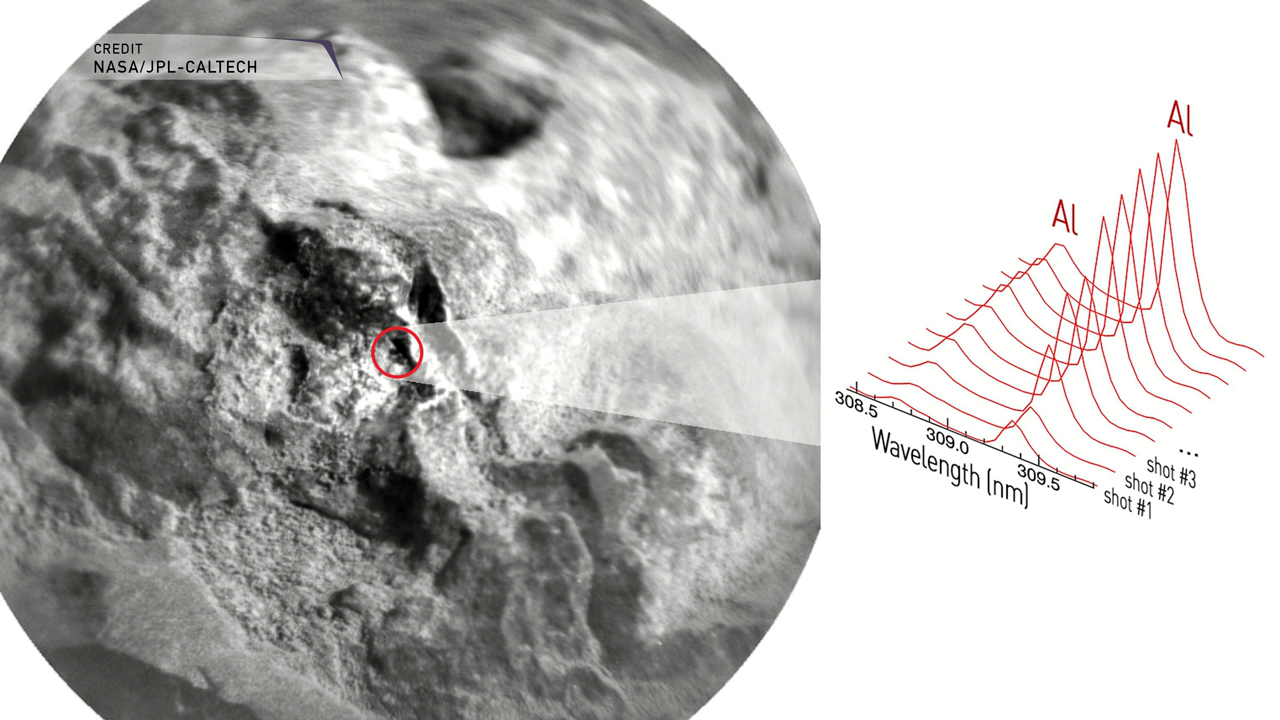 CREDIT
NASA/JPL-CALTECH
Al
Al
308.5
309.0
309.5
Wavelength (nm)
...
shot #3
shot #2
shot #1